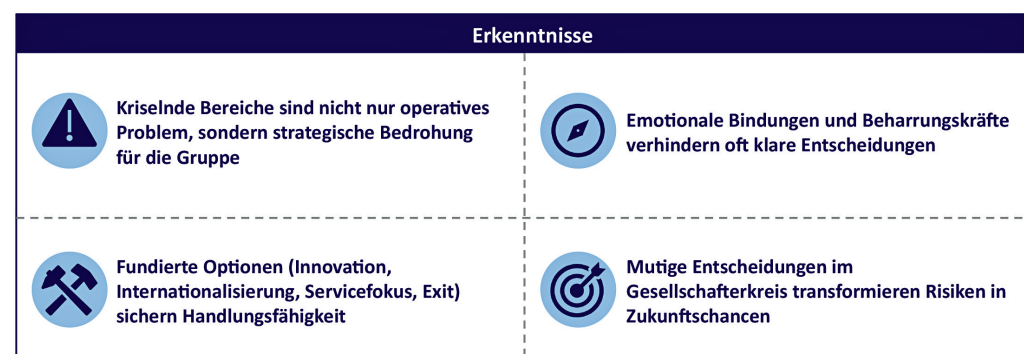 Erkenntnisse
Kriselnde Bereiche sind nicht nur operatives
Problem, sondern strategische Bedrohung
für die Gruppe
Emotionale Bindungen und Beharrungskräfte
verhindern oft klare Entscheidungen
Fundierte Optionen (Innovation,
Internationalisierung, Servicefokus, Exit)
sichern Handlungsfähigkeit
Mutige Entscheidungen im
Gesellschafterkreis transformieren Risiken in
Zukunftschancen